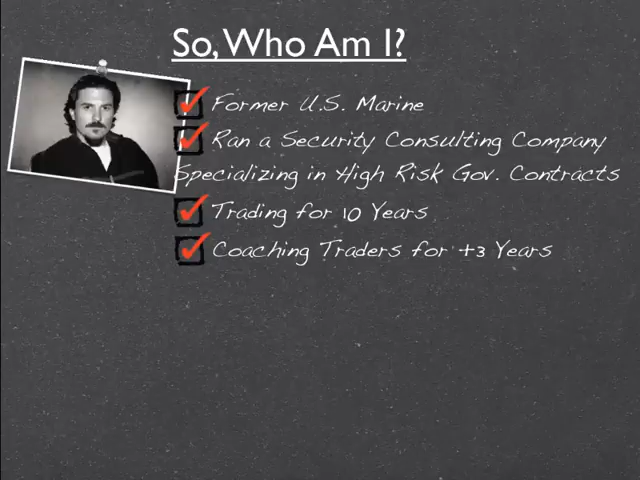 So, Who Am I?
Former U.S. Marine
Ran a Security Consulting Company
Specializing in High Risk Gov. Contracts
Trading for 10 Years
Coaching Traders for +3 Years